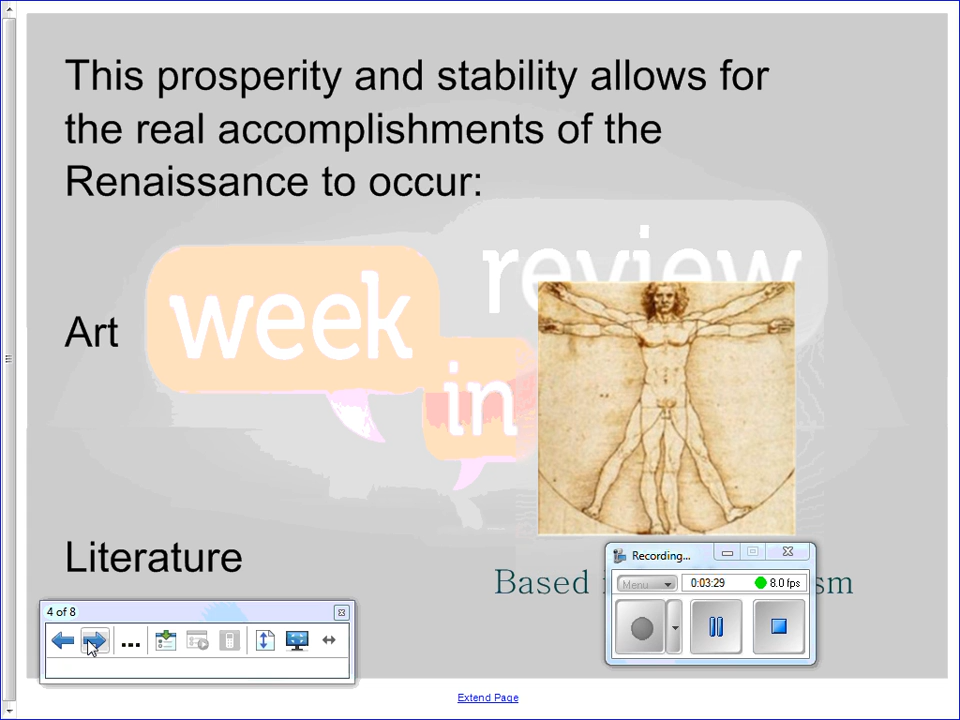 This prosperity and stability allows for
the real accomplishments of the
Renaissance to occur:
review
week
Art
in
Literature
Recording...
Based
sm
Menu
0:03:29
8.0 fps
4 of 8
...
Extend Page